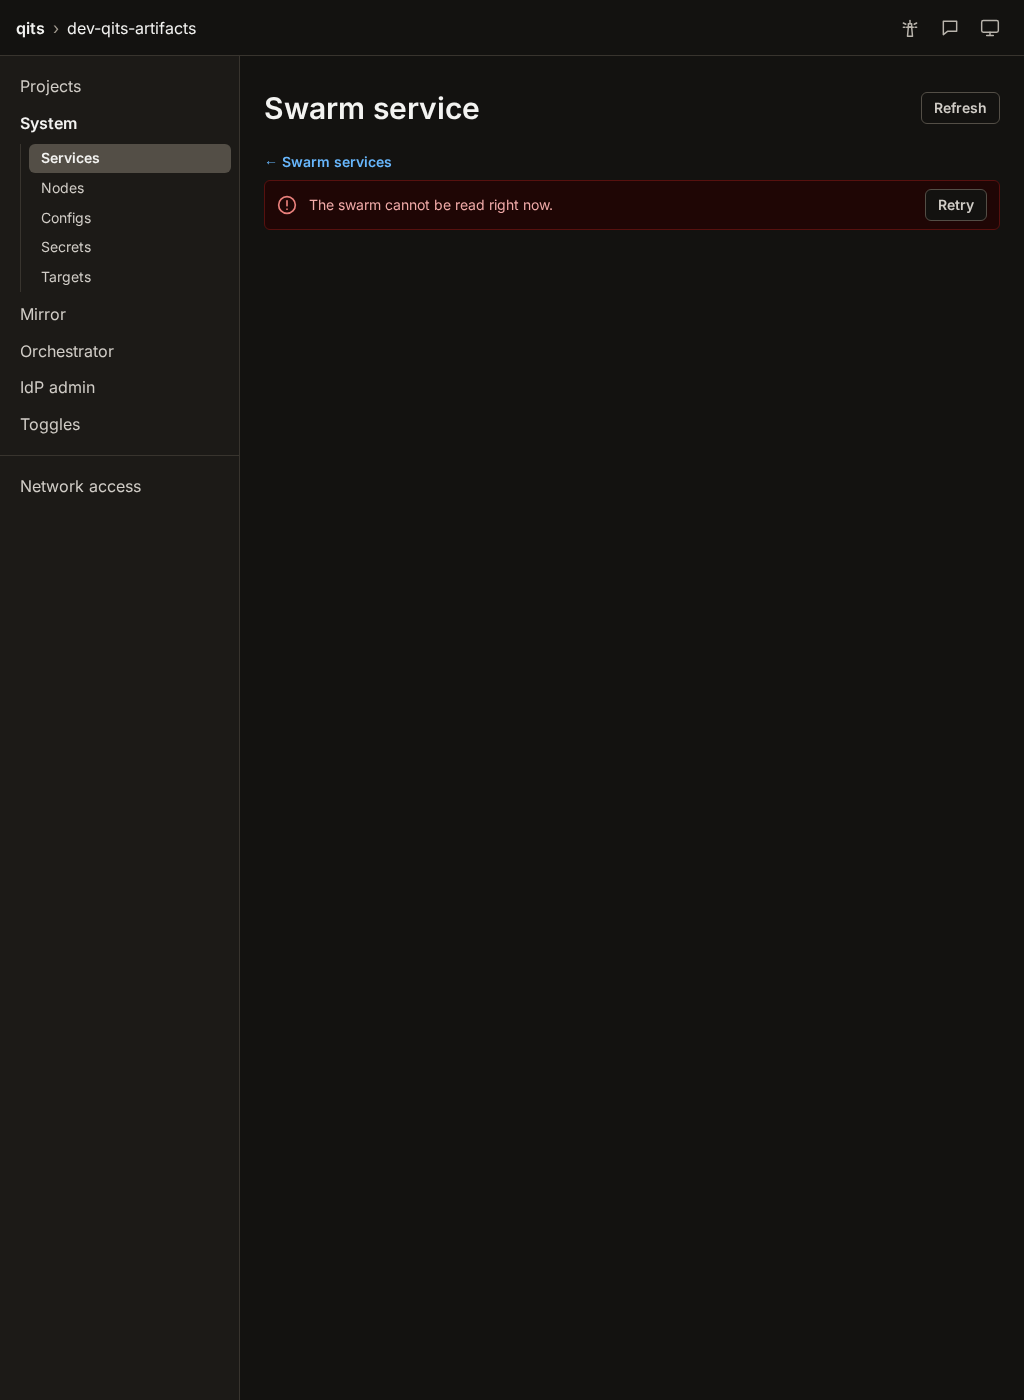 qits › dev-qits-artifacts
Projects
System
Services
Nodes
Configs
Secrets
Targets
Mirror
Orchestrator
IdP admin
Toggles
Network access
Swarm service
Refresh
← Swarm services
The swarm cannot be read right now.
Retry